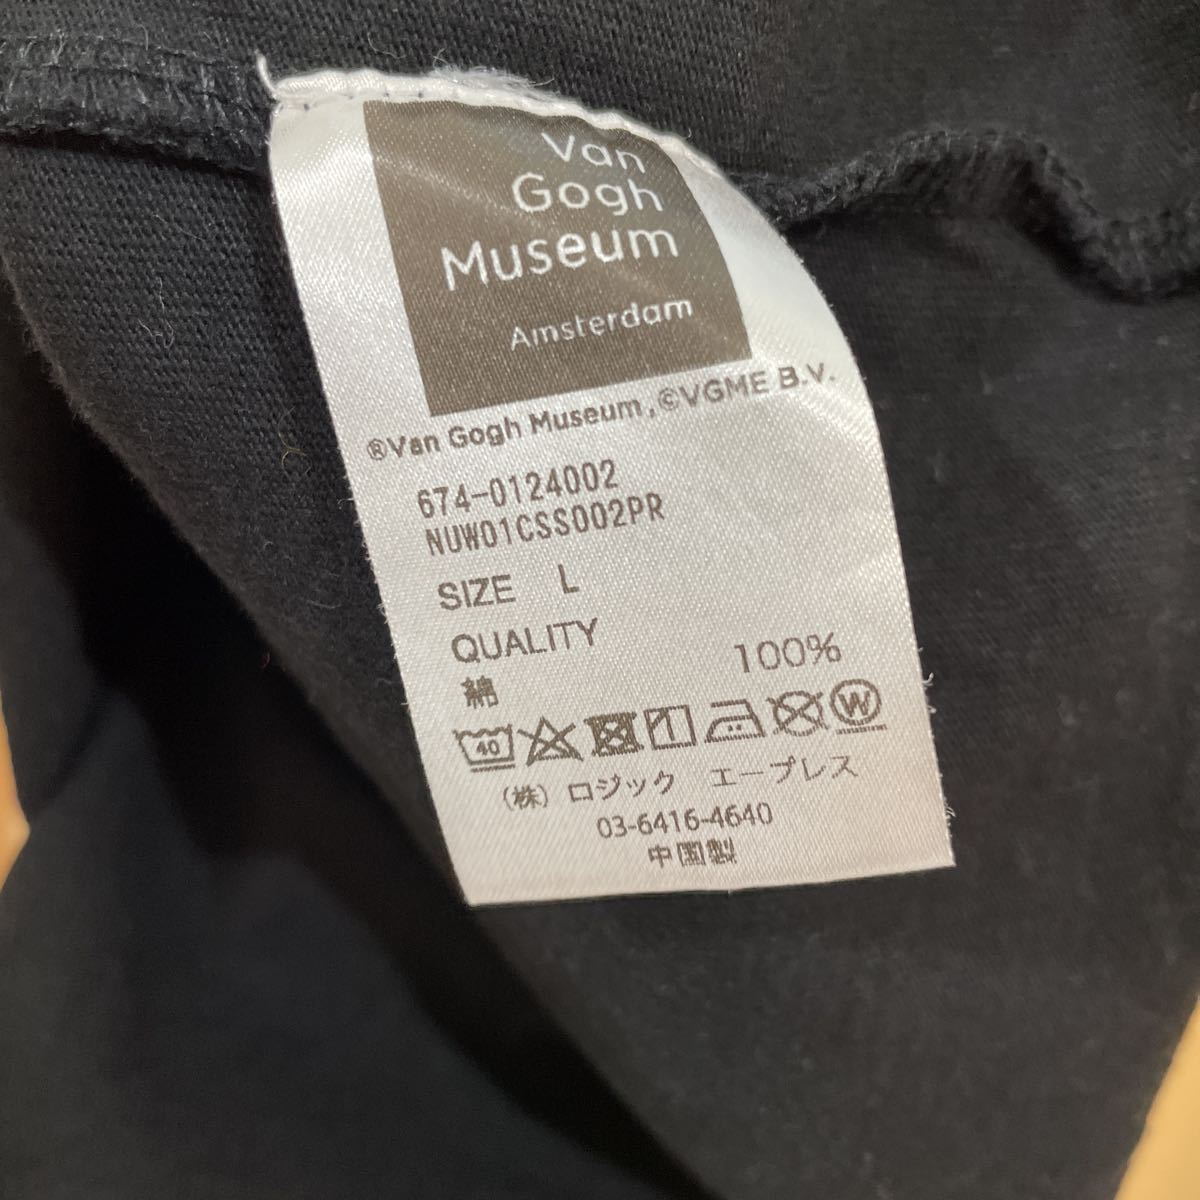 Van
Gogh
Museum
Amsterdam
®Van Gogh Museum,©VGME B.V.
674-0124002
NUW01CSS002PR
SIZE L
QUALITY
綿 100%
40 W
(株) ロジック エープレス
03-6416-4640
中国製